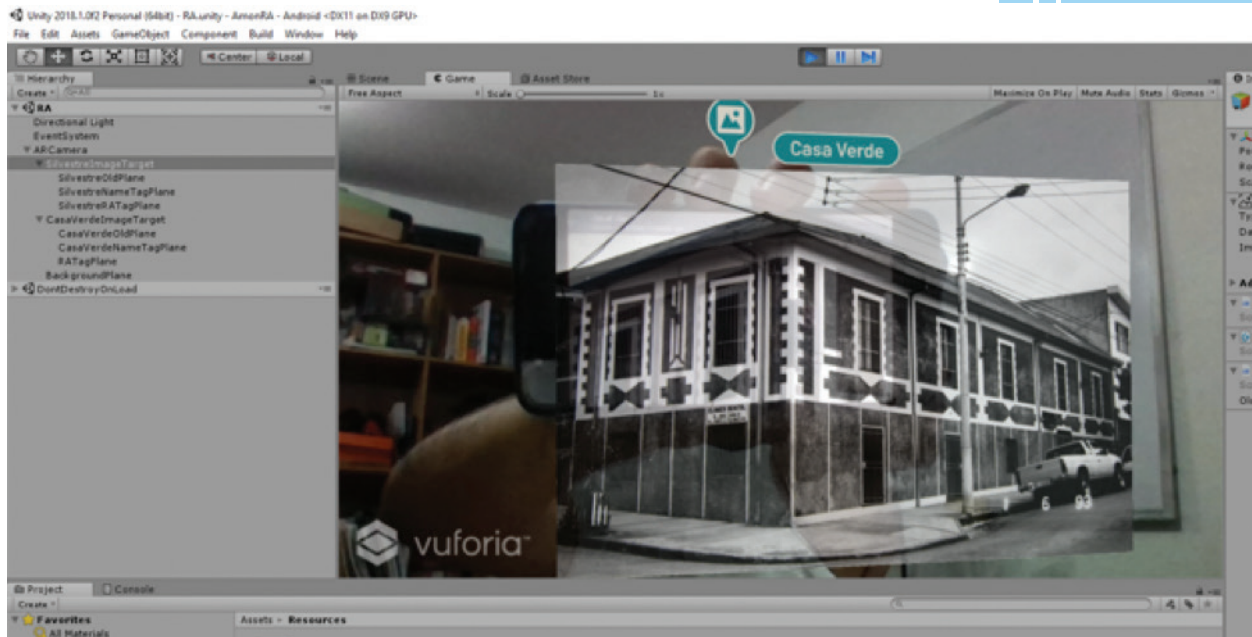 Unity 2018.1.0f2 Personal (64bit) - RA.unity - AmonRA - Android <DX11 on DX9 GPU>
File Edit Assets GameObject Component Build Window Help
Center Local
Hierarchy
Scene Game Asset Store
Create
Free Aspect Scale 1x Maximize On Play Mute Audio Stats Gizmos
RA
Directional Light
EventSystem
ARCamera
SilvestreImageTarget
SilvestreOldPlane
SilvestreNameTagPlane
SilvestreRATagPlane
CasaVerdeImageTarget
CasaVerdeOldPlane
CasaVerdeNameTagPlane
RATagPlane
BackgroundPlane
DontDestroyOnLoad
Casa Verde
6 93
vuforia
Project Console
Create
Favorites Assets Resources
All Materials